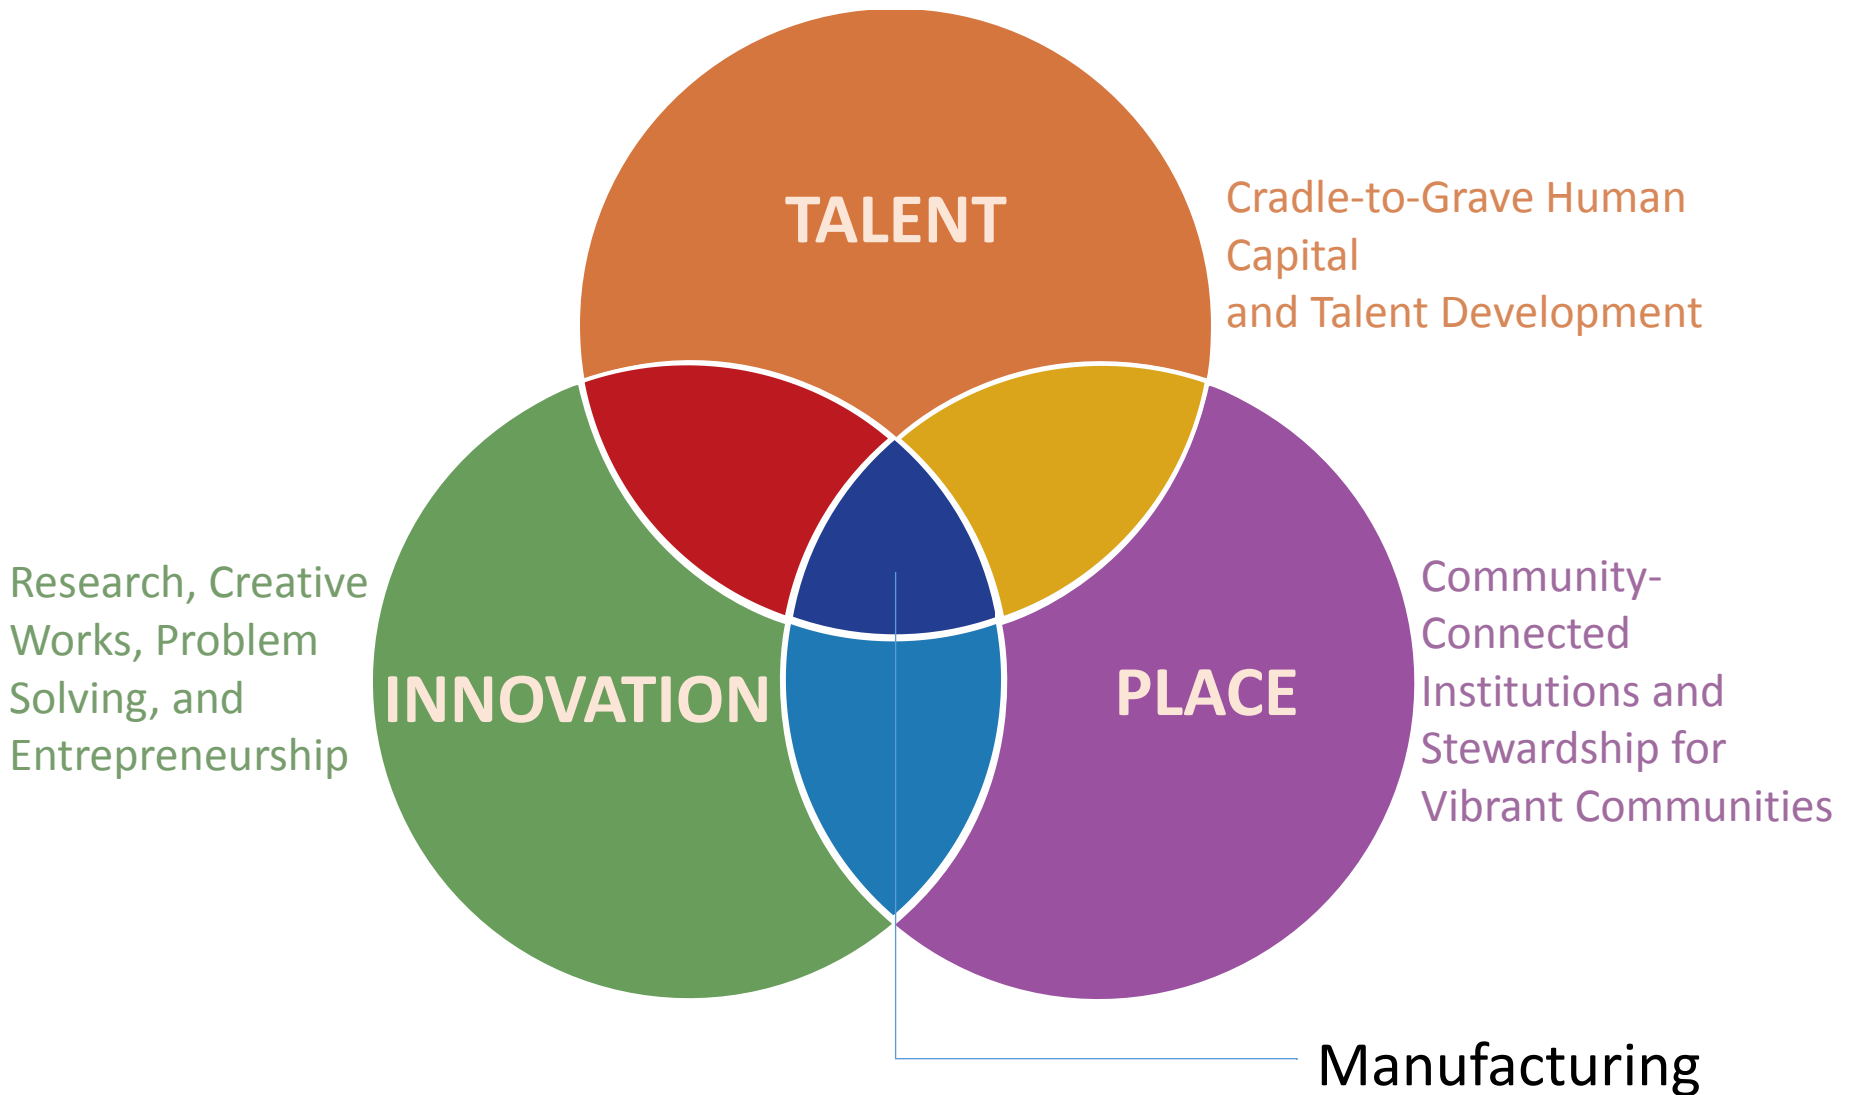 TALENT
Cradle-to-Grave Human
Capital
and Talent Development
Research, Creative
Works, Problem
Solving, and
Entrepreneurship
INNOVATION
PLACE
Community-
Connected
Institutions and
Stewardship for
Vibrant Communities
Manufacturing